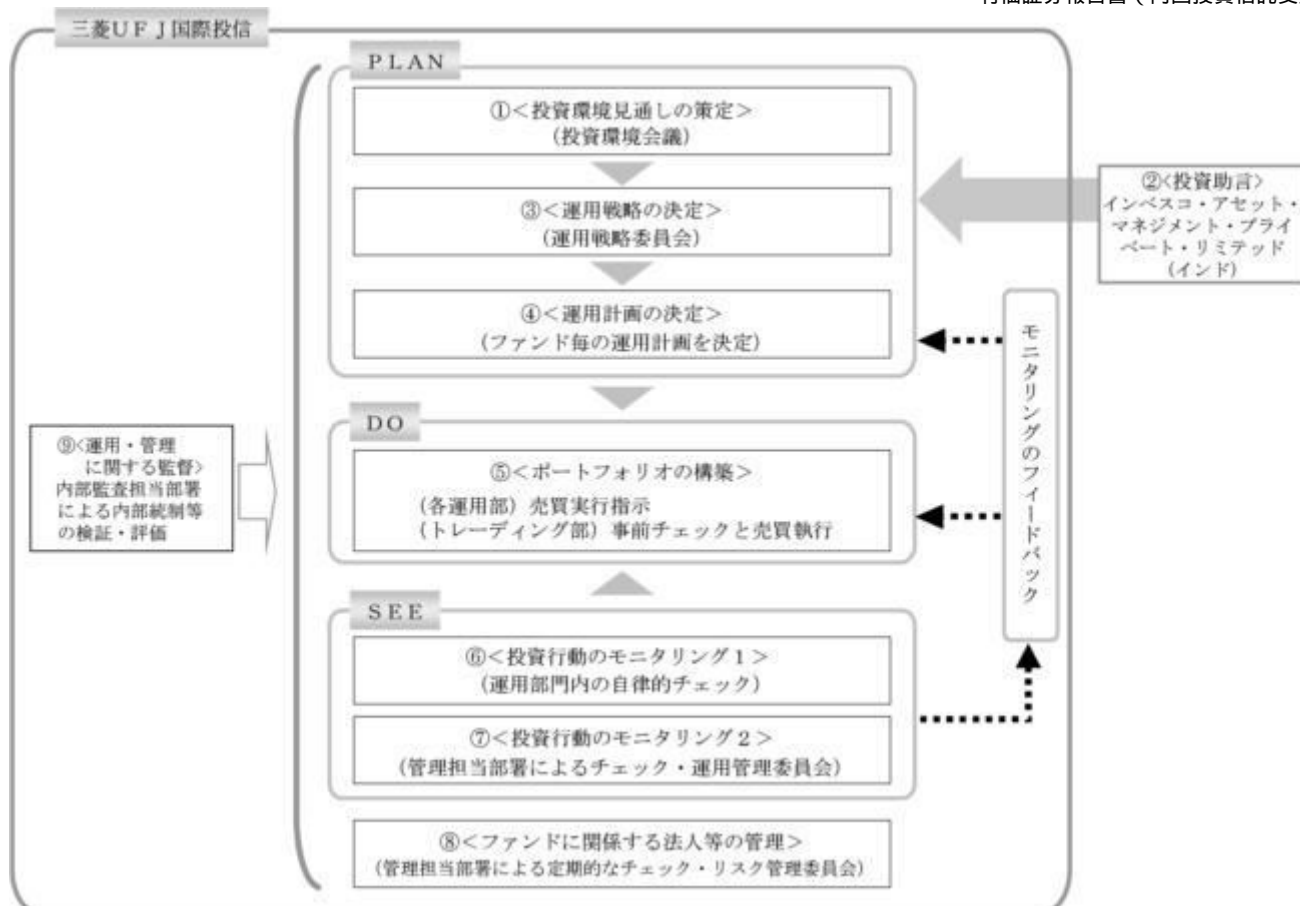 三菱UFJ国際投信
PLAN
①<投資環境見通しの策定>
(投資環境会議)
②<投資助言>
インベスコ・アセット・
マネジメント・プライ
ベート・リミテッド
(インド)
③<運用戦略の決定>
(運用戦略委員会)
④<運用計画の決定>
(ファンド毎の運用計画を決定)
モニタリングのフィードバック
DO
⑤<ポートフォリオの構築>
(各運用部)売買実行指示
(トレーディング部)事前チェックと売買執行
⑨<運用・管理
に関する監督>
内部監査担当部署
による内部統制等
の検証・評価
SEE
⑥<投資行動のモニタリング1>
(運用部門内の自律的チェック)
⑦<投資行動のモニタリング2>
(管理担当部署によるチェック・運用管理委員会)
⑧<ファンドに関係する法人等の管理>
(管理担当部署による定期的なチェック・リスク管理委員会)